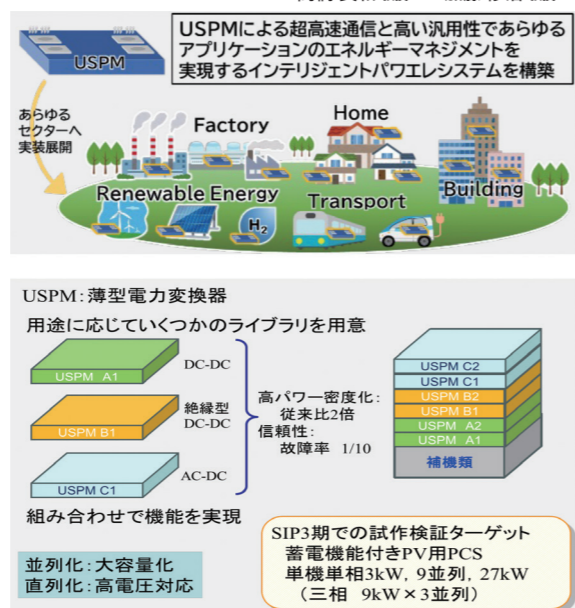 USPM
USPMによる超高速通信と高い汎用性であらゆる
アプリケーションのエネルギーマネジメントを
実現するインテリジェントパワエレシステムを構築
あらゆる
セクターへ
実装展開
Factory
Home
Renewable Energy
Transport
Building
H₂
USPM：薄型電力変換器
用途に応じていくつかのライブラリを用意
USPM A1
DC-DC
USPM B1
絶縁型
DC-DC
USPM C1
AC-DC
高パワー密度化：
従来比2倍
信頼性：
故障率 1/10
USPM C2
USPM C1
USPM B2
USPM B1
USPM A2
USPM A1
補機類
組み合わせで機能を実現
並列化：大容量化
直列化：高電圧対応
SIP3期での試作検証ターゲット
蓄電機能付きPV用PCS
単機単相3kW，9並列，27kW
（三相 9kW×3並列）